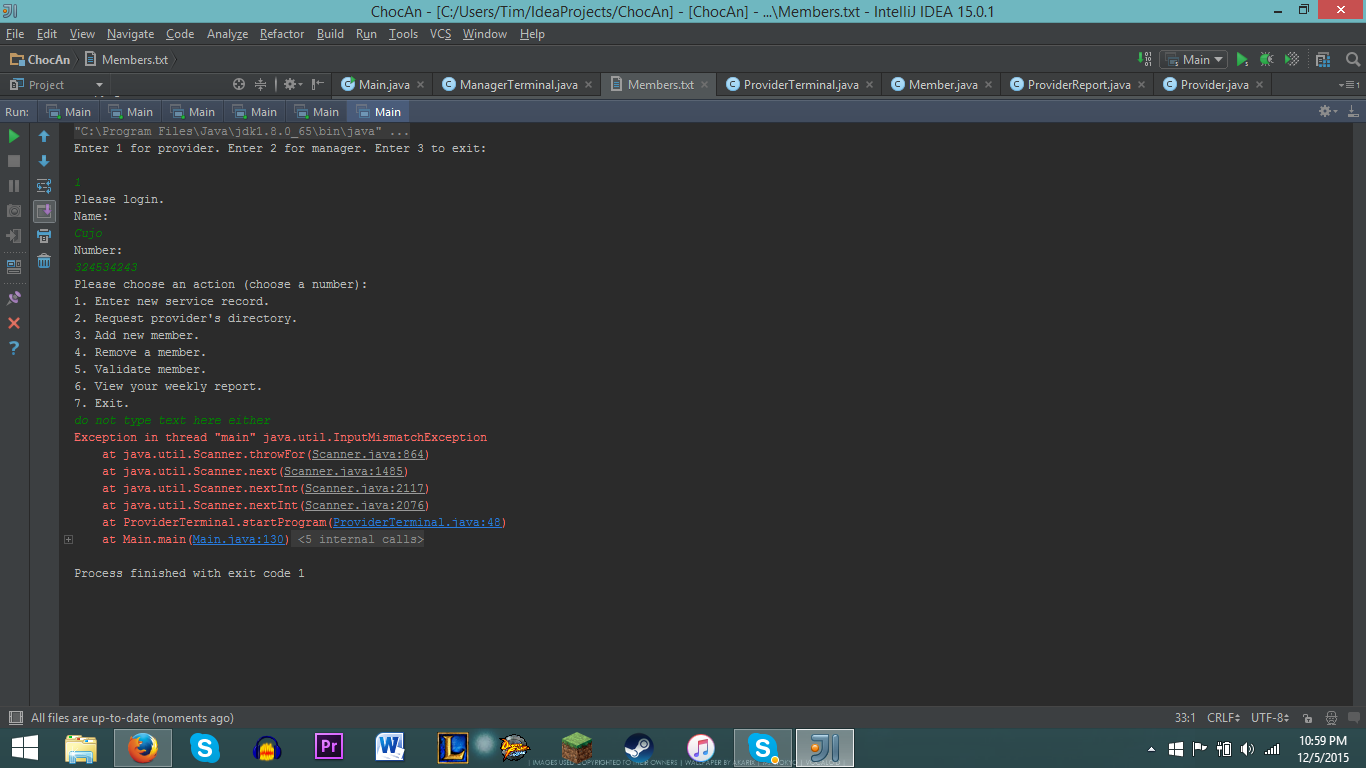 ChocAn - [C:/Users/Tim/IdeaProjects/ChocAn] - [ChocAn] - ...\Members.txt - IntelliJ IDEA 15.0.1
File Edit View Navigate Code Analyze Refactor Build Run Tools VCS Window Help
ChocAn Members.txt Main
Project Main.java ManagerTerminal.java Members.txt ProviderTerminal.java Member.java ProviderReport.java Provider.java
Run: Main Main Main Main Main Main
"C:\Program Files\Java\jdk1.8.0_65\bin\java" ...
Enter 1 for provider. Enter 2 for manager. Enter 3 to exit:
1
Please login.
Name:
Cujo
Number:
324534243
Please choose an action (choose a number):
1. Enter new service record.
2. Request provider's directory.
3. Add new member.
4. Remove a member.
5. Validate member.
6. View your weekly report.
7. Exit.
do not type text here either
Exception in thread "main" java.util.InputMismatchException
at java.util.Scanner.throwFor(Scanner.java:864)
at java.util.Scanner.next(Scanner.java:1485)
at java.util.Scanner.nextInt(Scanner.java:2117)
at java.util.Scanner.nextInt(Scanner.java:2076)
at ProviderTerminal.startProgram(ProviderTerminal.java:48)
at Main.main(Main.java:130) <5 internal calls>
Process finished with exit code 1
All files are up-to-date (moments ago) 33:1 CRLF UTF-8
10:59 PM
Pr
12/5/2015
| IMAGES USED COPYRIGHTED TO THEIR OWNERS | WALLPAPER BY